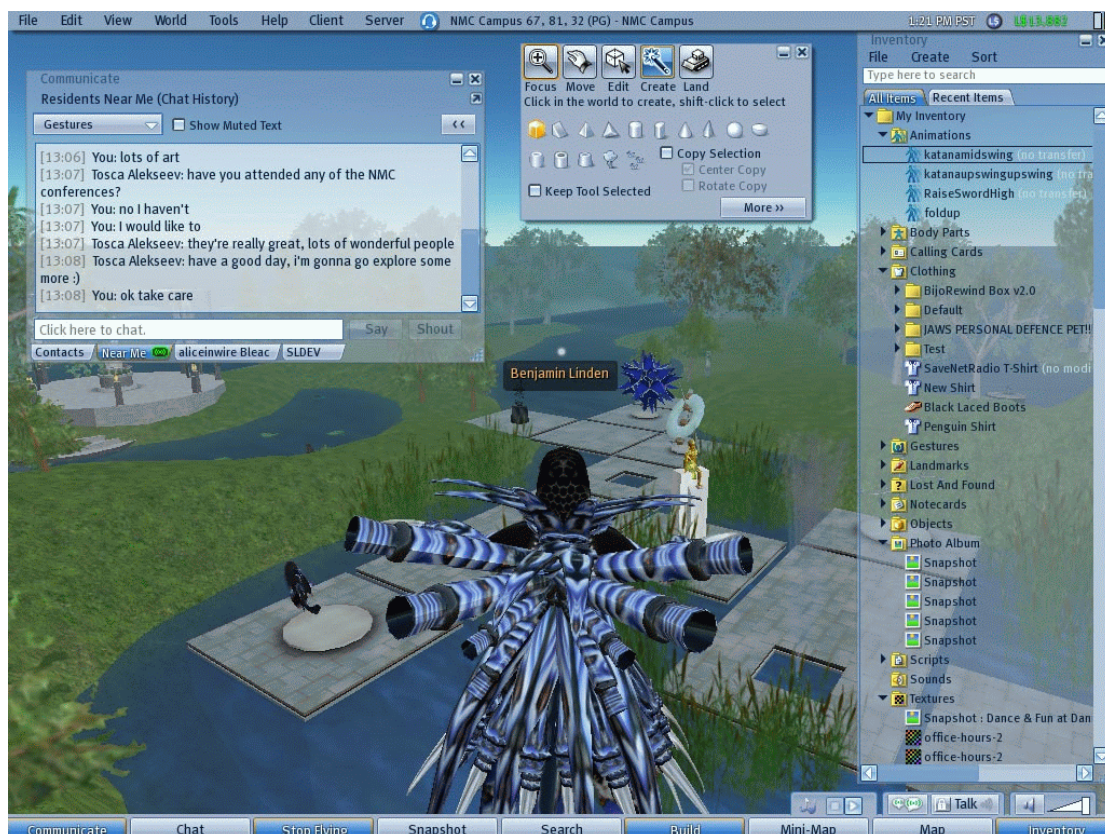 File Edit View World Tools Help Client Server NMC Campus 67, 81, 32 (PG) - NMC Campus 1:21 PM PST L$
Communicate
Residents Near Me (Chat History)
Gestures Show Muted Text <<
[13:06] You: lots of art
[13:07] Tosca Alekseev: have you attended any of the NMC
conferences?
[13:07] You: no I haven't
[13:07] You: I would like to
[13:07] Tosca Alekseev: they're really great, lots of wonderful people
[13:08] Tosca Alekseev: have a good day, i'm gonna go explore some
more :)
[13:08] You: ok take care
Click here to chat. Say Shout
Contacts Near Me aliceinwire Bleac SLDEV
Focus Move Edit Create Land
Click in the world to create, shift-click to select
Copy Selection
Center Copy
Keep Tool Selected Rotate Copy
More >>
Benjamin Linden
Inventory
File Create Sort
Type here to search
All Items Recent Items
My Inventory
Animations
katanamidswing (no transfer)
katanaupswingupswing (no tra
RaiseSwordHigh (no transfer)
foldup
Body Parts
Calling Cards
Clothing
BijoRewind Box v2.0
Default
JAWS PERSONAL DEFENCE PET!!
Test
SaveNetRadio T-Shirt (no modi
New Shirt
Black Laced Boots
Penguin Shirt
Gestures
Landmarks
Lost And Found
Notecards
Objects
Photo Album
Snapshot
Snapshot
Snapshot
Snapshot
Snapshot
Scripts
Sounds
Textures
Snapshot : Dance & Fun at Dan
office-hours-2
office-hours-2
Talk
Communicate Chat Stop Flying Snapshot Search Build Mini-Map Map Inventory